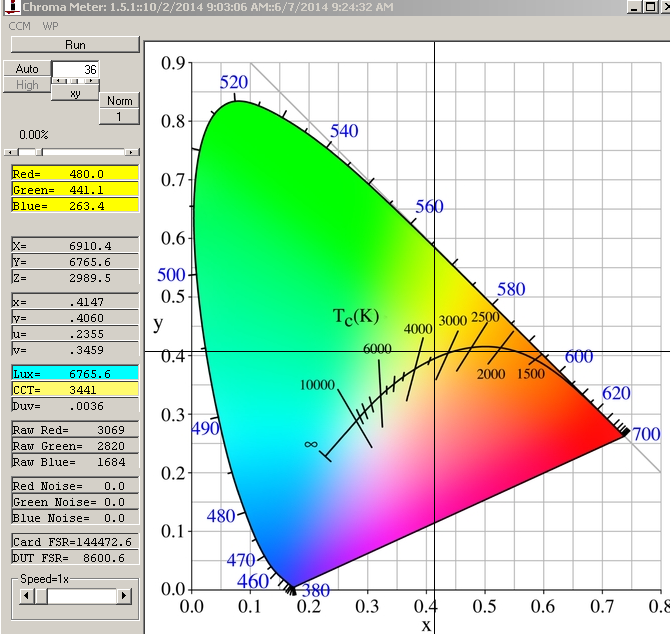 Chroma Meter: 1.5.1::10/2/2014 9:03:06 AM::6/7/2014 9:24:32 AM
CCM WP
Run
Auto 36
High
xy
Norm
1
0.00%
Red= 480.0
Green= 441.1
Blue= 263.4
X= 6910.4
Y= 6765.6
Z= 2989.5
x= .4147
y= .4060
u= .2355
v= .3459
Lux= 6765.6
CCT= 3441
Duv= .0036
Raw Red= 3069
Raw Green= 2820
Raw Blue= 1684
Red Noise= 0.0
Green Noise= 0.0
Blue Noise= 0.0
Card FSR=144472.6
DUT FSR= 8600.6
Speed=1x
0.9
520
0.8
540
0.7
560
0.6
500
580
0.5
Tc(K)
y
4000 3000 2500
6000
0.4
600
2000 1500
10000
620
0.3
490
∞
700
0.2
480
0.1
470
460
0.0
380
0.0 0.1 0.2 0.3 0.4 0.5 0.6 0.7 0.8
x